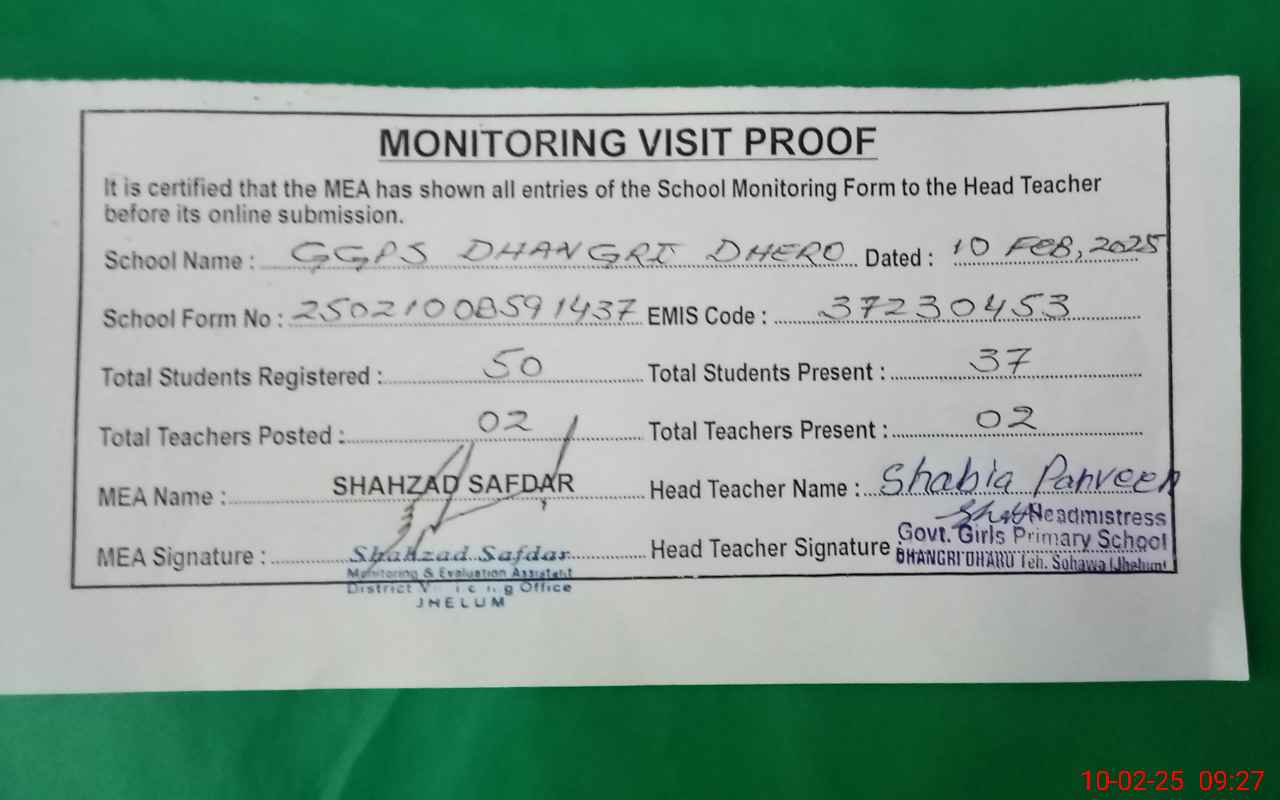 MONITORING VISIT PROOF
It is certified that the MEA has shown all entries of the School Monitoring Form to the Head Teacher
before its online submission.
School Name : GGPS DHANGRI DHERO Dated : 10 FEB, 2025
School Form No : 25021008591437 EMIS Code : 37230453
Total Students Registered : 50 Total Students Present : 37
Total Teachers Posted : 02 Total Teachers Present : 02
MEA Name : SHAHZAD SAFDAR Head Teacher Name : Shabia Parveen
Headmistress
MEA Signature : Shahzad Safdar Head Teacher Signature : Govt. Girls Primary School
DHANGRI DHARU Teh. Sohawa (Jhelum)
Monitoring & Evaluation Assistant
District Office
JHELUM
10-02-25 09:27